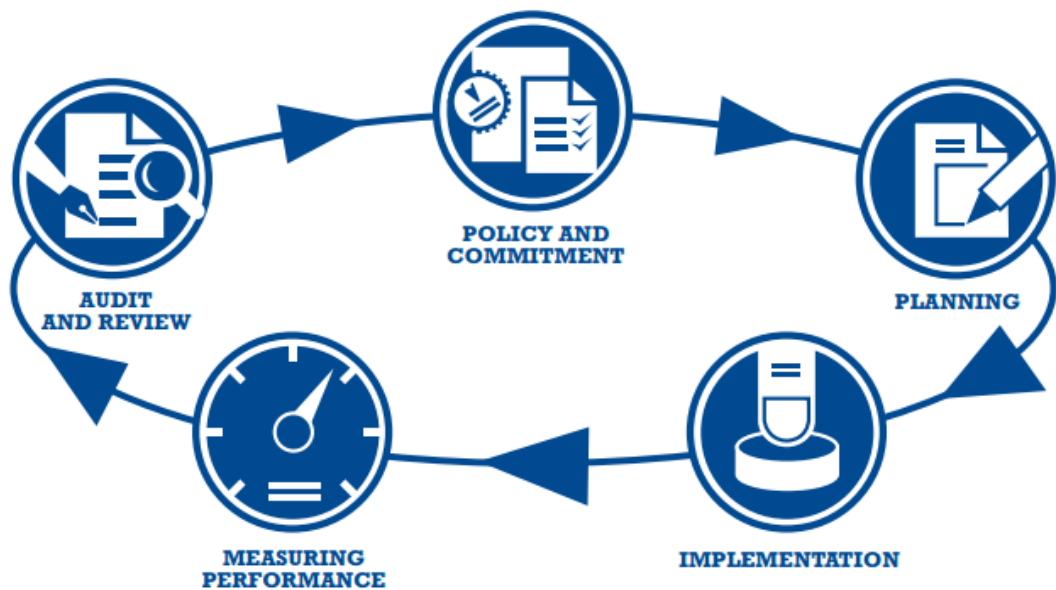 POLICY AND
COMMITMENT
PLANNING
IMPLEMENTATION
MEASURING
PERFORMANCE
AUDIT
AND REVIEW